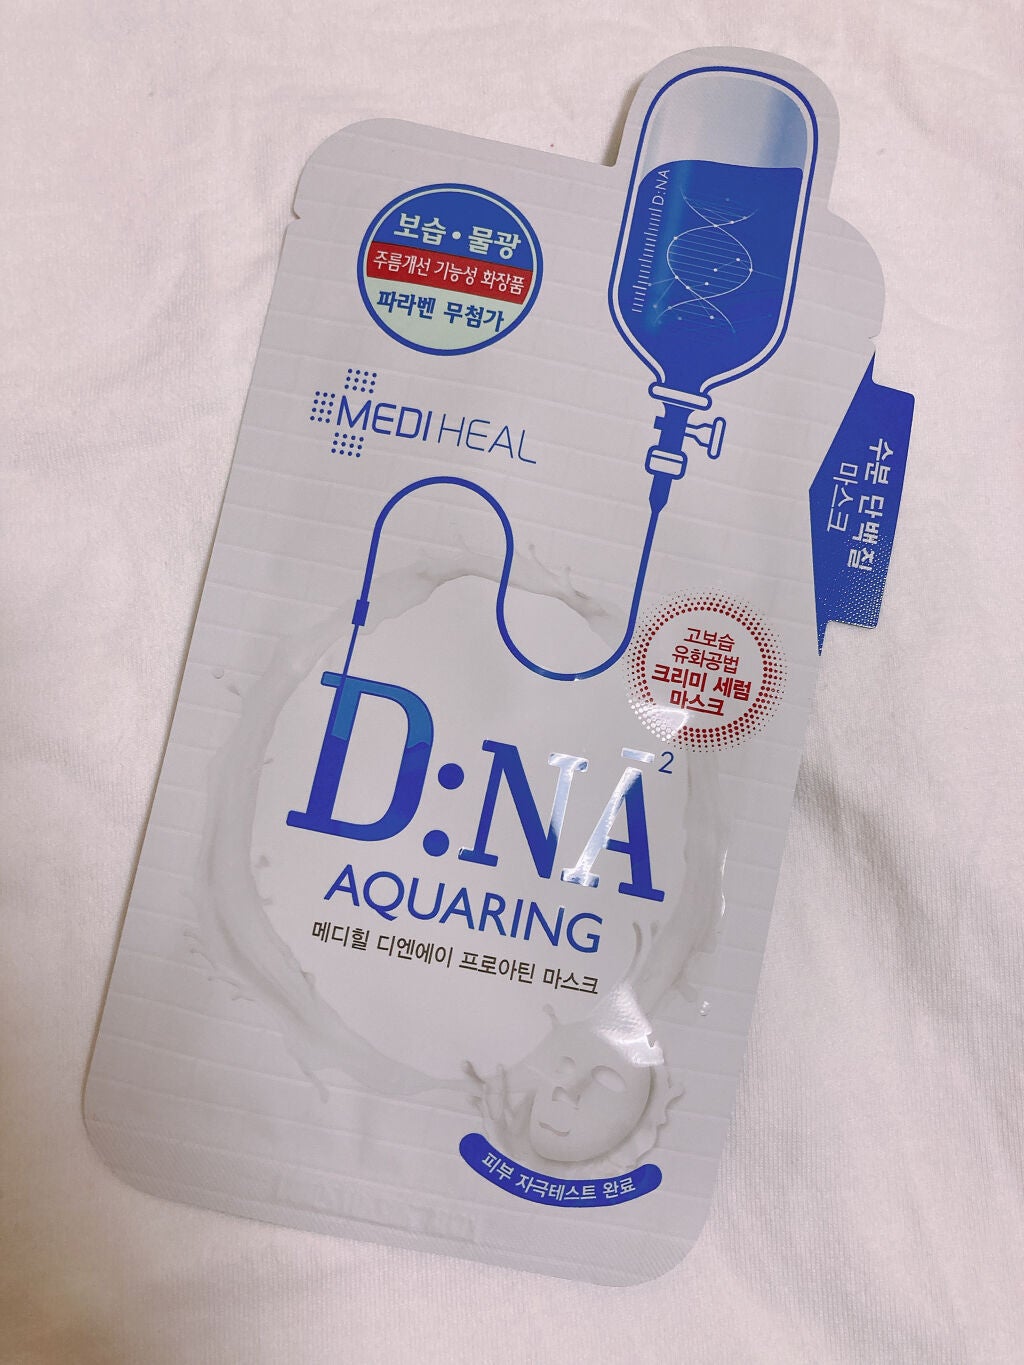 D:NA
보습•물광
주름개선 기능성 화장품
파라벤 무첨가
MEDIHEAL
수분 단백질
마스크
고보습
유화공법
크리미 세럼
마스크
D:NĀ²
AQUARING
메디힐 디엔에이 프로아틴 마스크
피부 자극테스트 완료